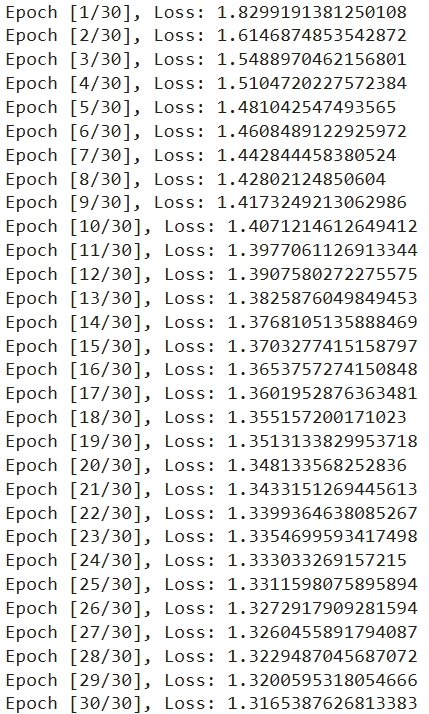 Epoch [1/30], Loss: 1.8299191381250108
Epoch [2/30], Loss: 1.6146874853542872
Epoch [3/30], Loss: 1.5488970462156801
Epoch [4/30], Loss: 1.5104720227572384
Epoch [5/30], Loss: 1.481042547493565
Epoch [6/30], Loss: 1.4608489122925972
Epoch [7/30], Loss: 1.442844458380524
Epoch [8/30], Loss: 1.42802124850604
Epoch [9/30], Loss: 1.4173249213062986
Epoch [10/30], Loss: 1.4071214612649412
Epoch [11/30], Loss: 1.3977061126913344
Epoch [12/30], Loss: 1.3907580272275575
Epoch [13/30], Loss: 1.3825876049849453
Epoch [14/30], Loss: 1.3768105135888469
Epoch [15/30], Loss: 1.3703277415158797
Epoch [16/30], Loss: 1.3653757274150848
Epoch [17/30], Loss: 1.3601952876363481
Epoch [18/30], Loss: 1.355157200171023
Epoch [19/30], Loss: 1.3513133829953718
Epoch [20/30], Loss: 1.348133568252836
Epoch [21/30], Loss: 1.3433151269445613
Epoch [22/30], Loss: 1.3399364638085267
Epoch [23/30], Loss: 1.3354699593417498
Epoch [24/30], Loss: 1.333033269157215
Epoch [25/30], Loss: 1.3311598075895894
Epoch [26/30], Loss: 1.3272917909281594
Epoch [27/30], Loss: 1.3260455891794087
Epoch [28/30], Loss: 1.3229487045687072
Epoch [29/30], Loss: 1.3200595318054666
Epoch [30/30], Loss: 1.3165387626813383